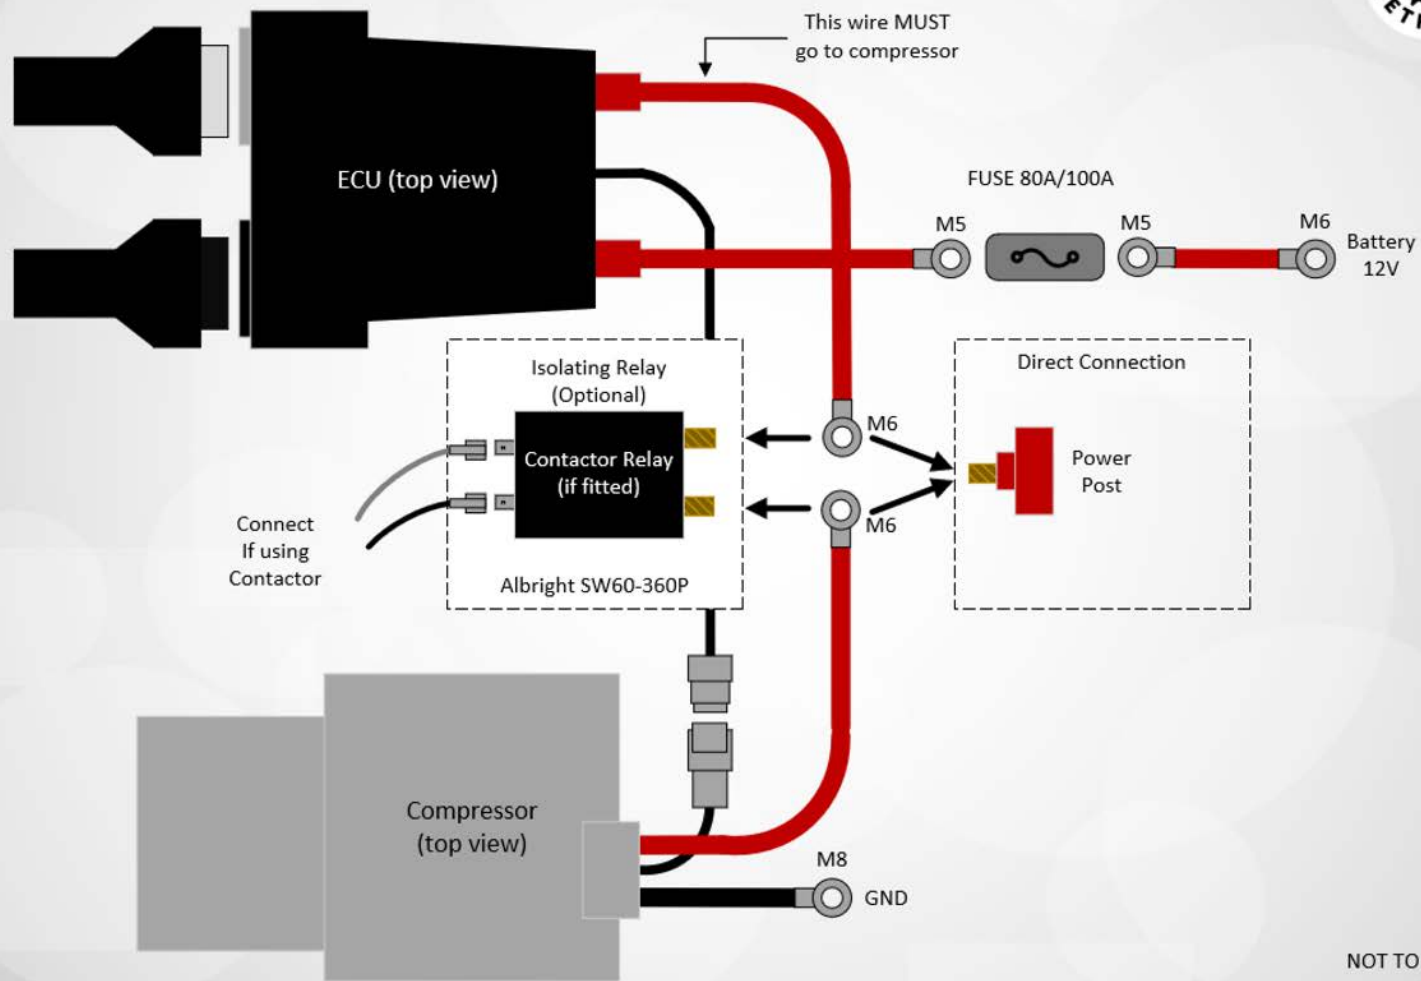 This wire MUST
go to compressor
ECU (top view)
FUSE 80A/100A
M5
M5
M6
Battery
12V
Isolating Relay
(Optional)
Direct Connection
M6
Contactor Relay
(if fitted)
Power
Post
M6
Connect
If using
Contactor
Albright SW60-360P
Compressor
(top view)
M8
GND
NOT TO